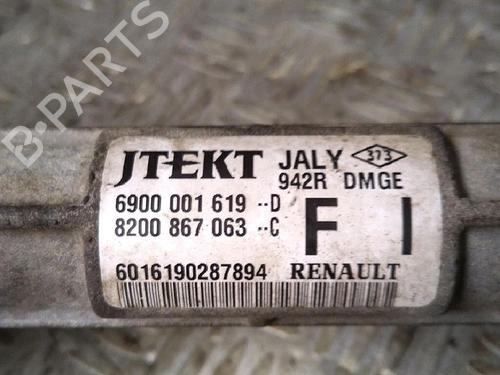 B-PARTS
JTEKT JALY 373
942R DMGE
6900 001 619 --D
8200 867 063 --C
F I
6016190287894 RENAULT